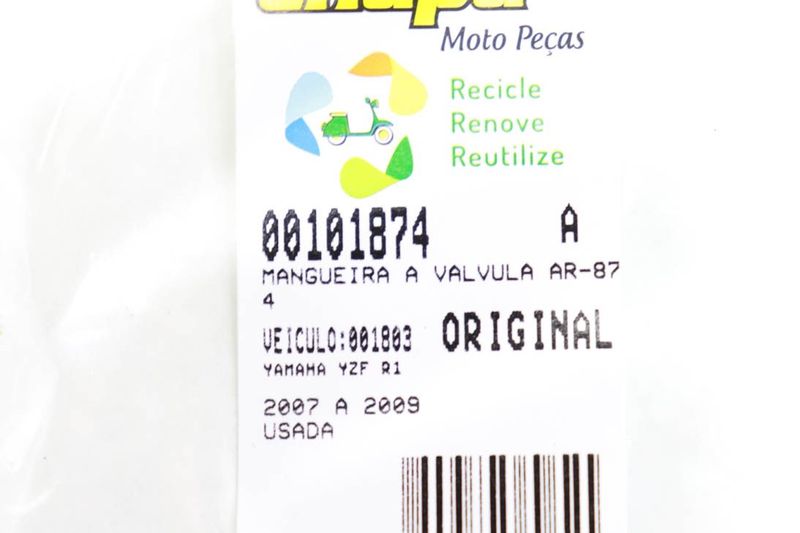 Moto Peças
Recicle
Renove
Reutilize
00101874 A
MANGUEIRA A VALVULA AR-87
4
VEICULO:001803 ORIGINAL
YAMAHA YZF R1
2007 A 2009
USADA